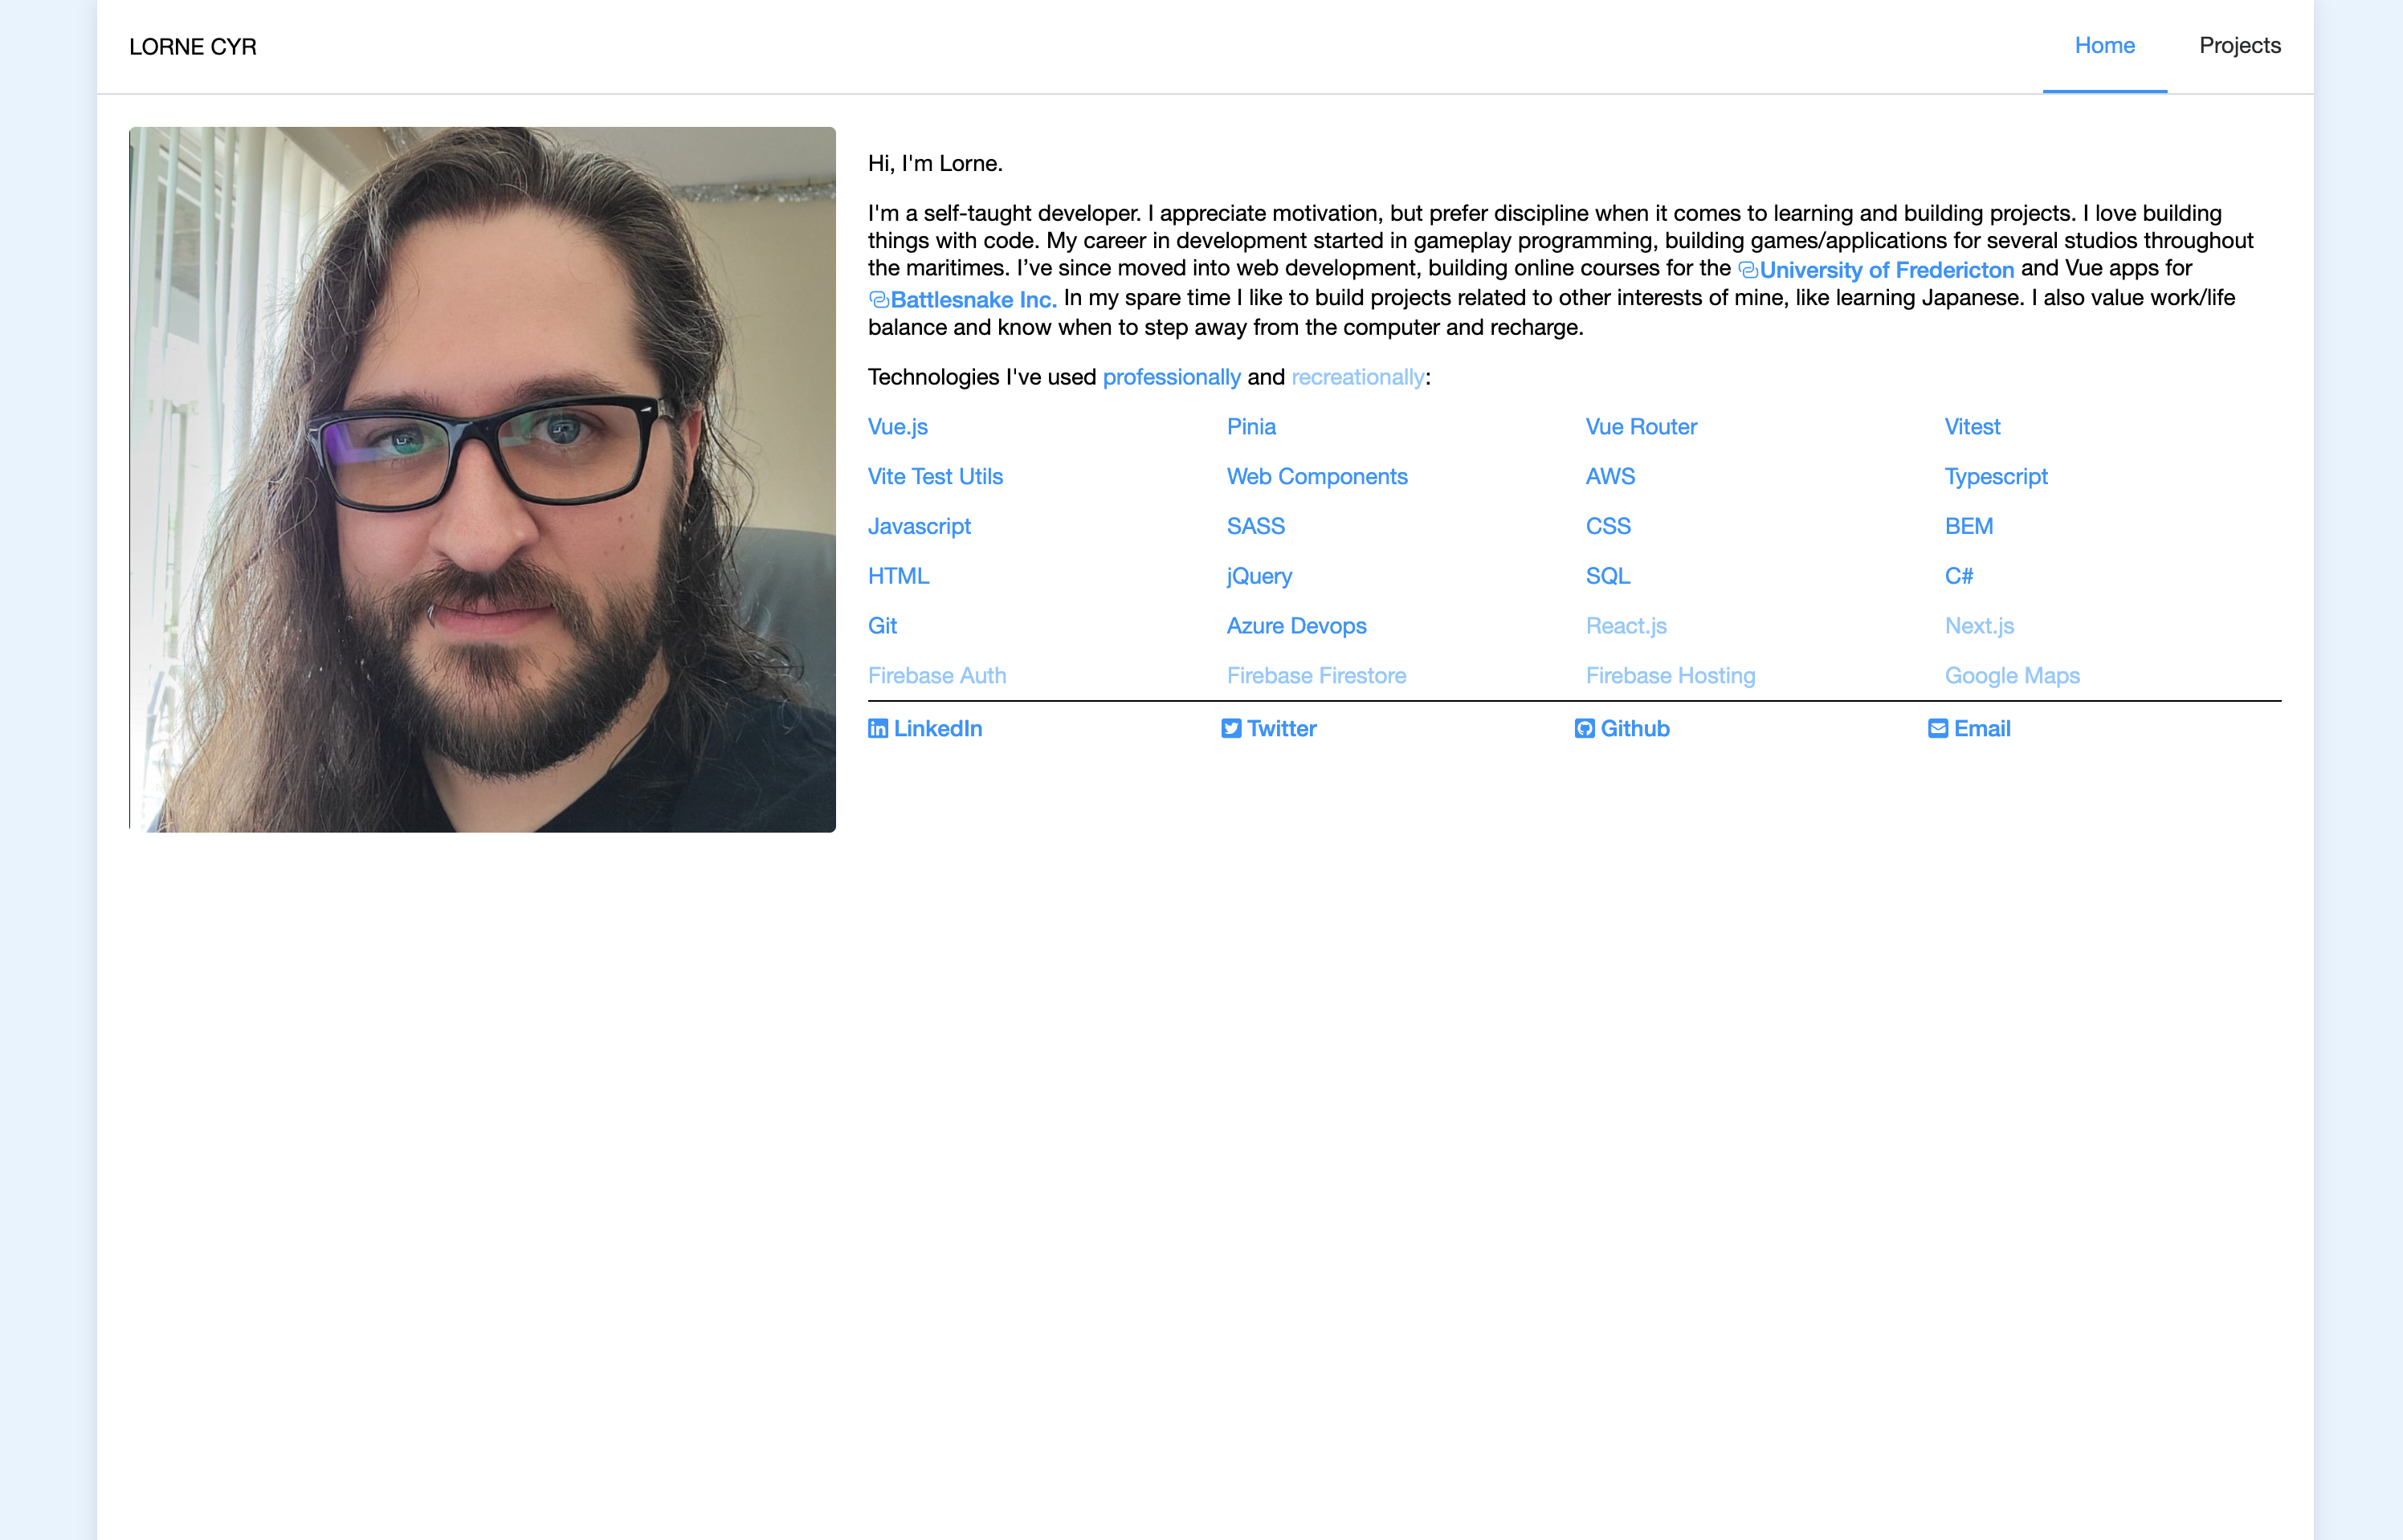 LORNE CYR
Home
Projects
Hi, I'm Lorne.
I'm a self-taught developer. I appreciate motivation, but prefer discipline when it comes to learning and building projects. I love building
things with code. My career in development started in gameplay programming, building games/applications for several studios throughout
the maritimes. I’ve since moved into web development, building online courses for the University of Fredericton and Vue apps for
Battlesnake Inc. In my spare time I like to build projects related to other interests of mine, like learning Japanese. I also value work/life
balance and know when to step away from the computer and recharge.
Technologies I've used professionally and recreationally:
Vue.js Pinia Vue Router Vitest
Vite Test Utils Web Components AWS Typescript
Javascript SASS CSS BEM
HTML jQuery SQL C#
Git Azure Devops React.js Next.js
Firebase Auth Firebase Firestore Firebase Hosting Google Maps
LinkedIn Twitter Github Email